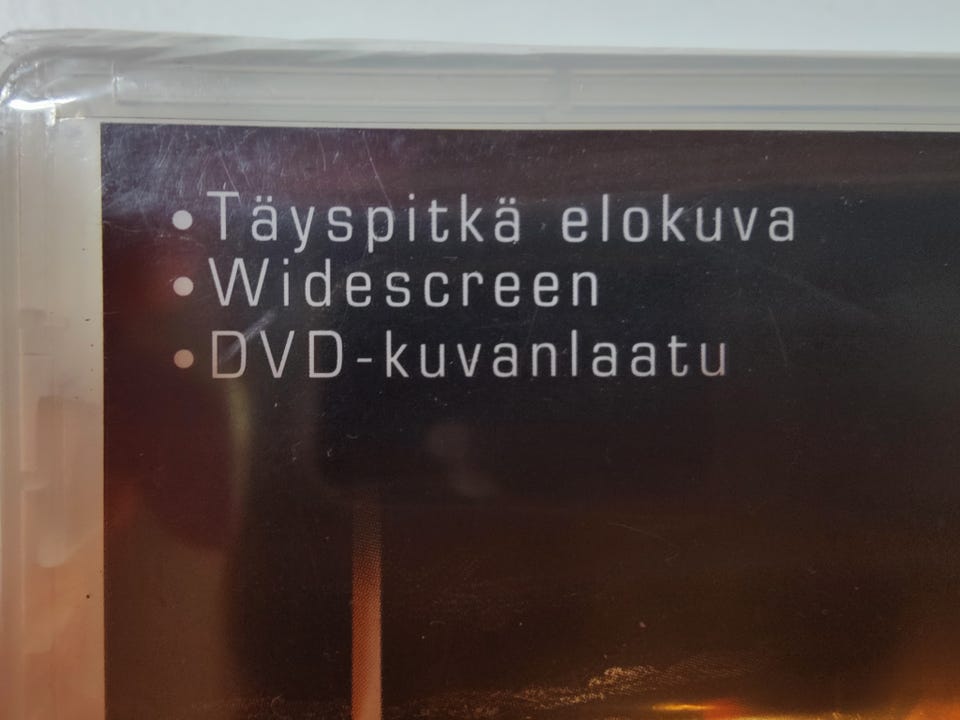 • Täyspitkä elokuva
• Widescreen
• DVD-kuvanlaatu